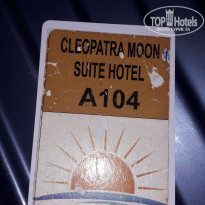 TOP Hotels
CLEOPATRA MOON
SUITE HOTEL
A104